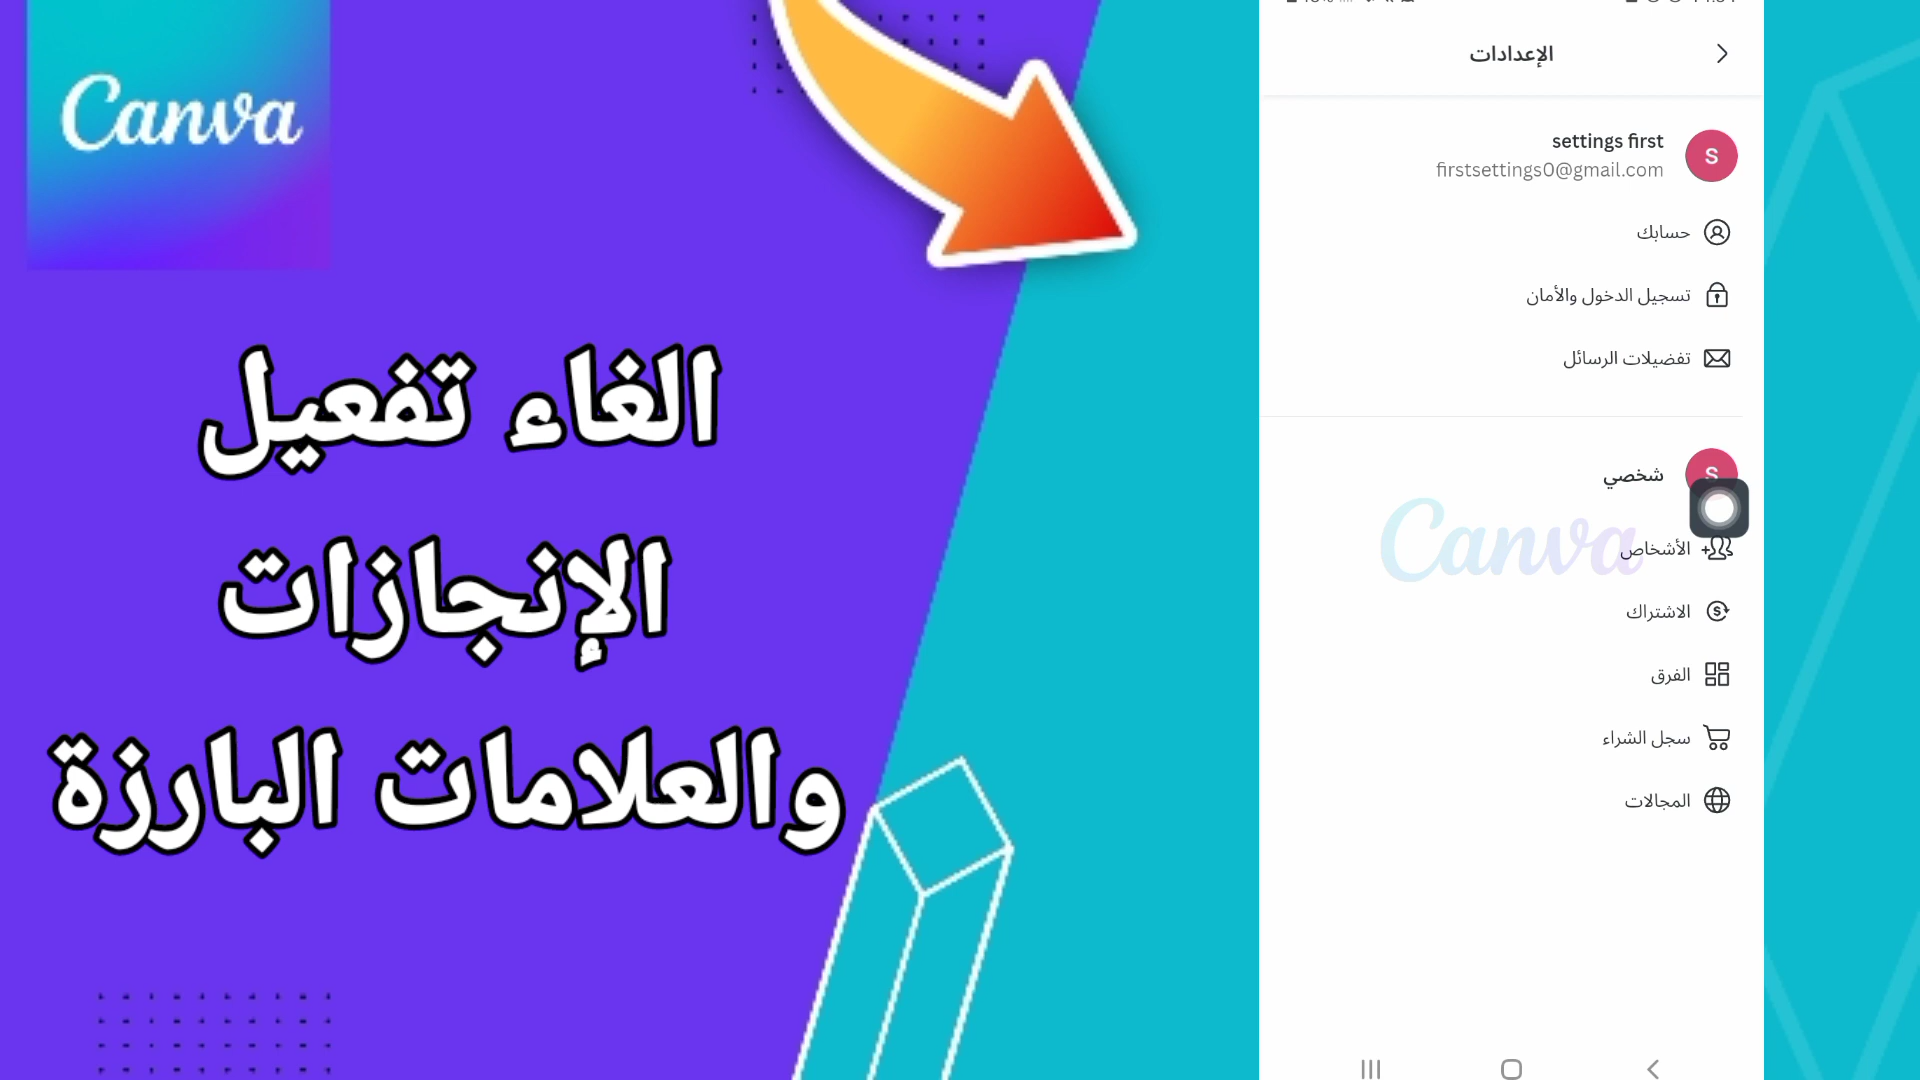 Canva
الغاء تفعيل
الإنجازات
والعلامات البارزة
الإعدادات
settings first
firstsettings0@gmail.com
S
حسابك
تسجيل الدخول والأمان
تفضيلات الرسائل
شخصي
S
Canva
الأشخاص
الاشتراك
الفرق
سجل الشراء
المجالات